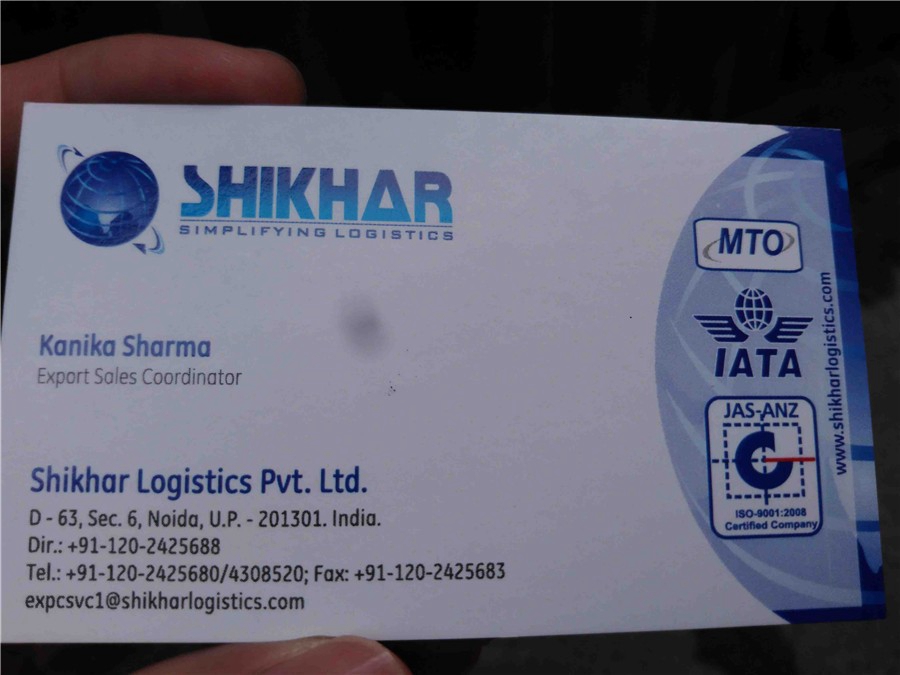 SHIKHAR
SIMPLIFYING LOGISTICS
Kanika Sharma
Export Sales Coordinator
Shikhar Logistics Pvt. Ltd.
D - 63, Sec. 6, Noida, U.P. - 201301. India.
Dir.: +91-120-2425688
Tel.: +91-120-2425680/4308520; Fax: +91-120-2425683
expcsvc1@shikharlogistics.com
MTO
IATA
JAS-ANZ
ISO-9001:2008
Certified Company
www.shikharlogistics.com